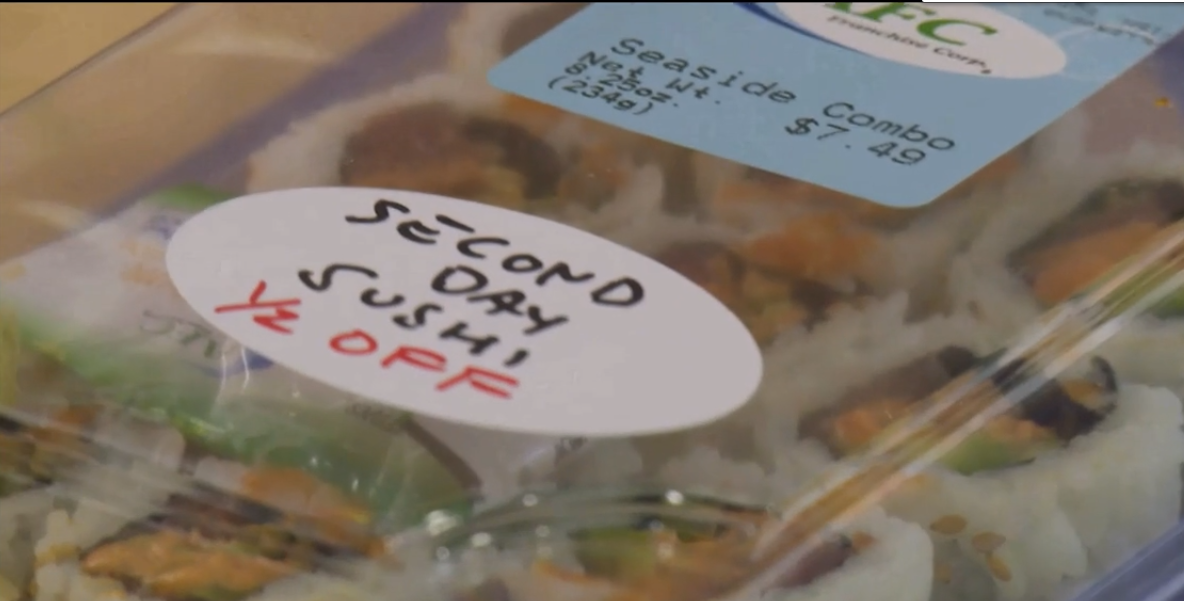 AFC
Franchise Corp.
Seaside Combo
Net Wt.
8.25oz.
(234g)
$7.49
SECOND
DAY
SUSHI
1/2 OFF